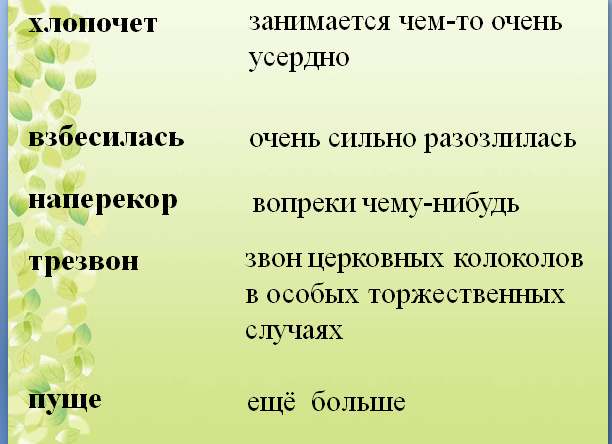 хлопочет занимается чем-то очень
усердно
взбесилась очень сильно разозлилась
наперекор вопреки чему-нибудь
трезвон звон церковных колоколов
в особых торжественных
случаях
пуще ещё больше